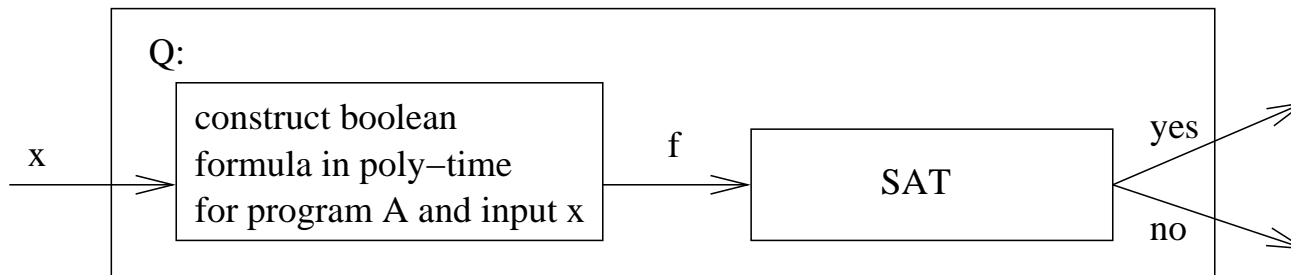 Q:
construct boolean
formula in poly−time
for program A and input x
x
f
SAT
yes
no